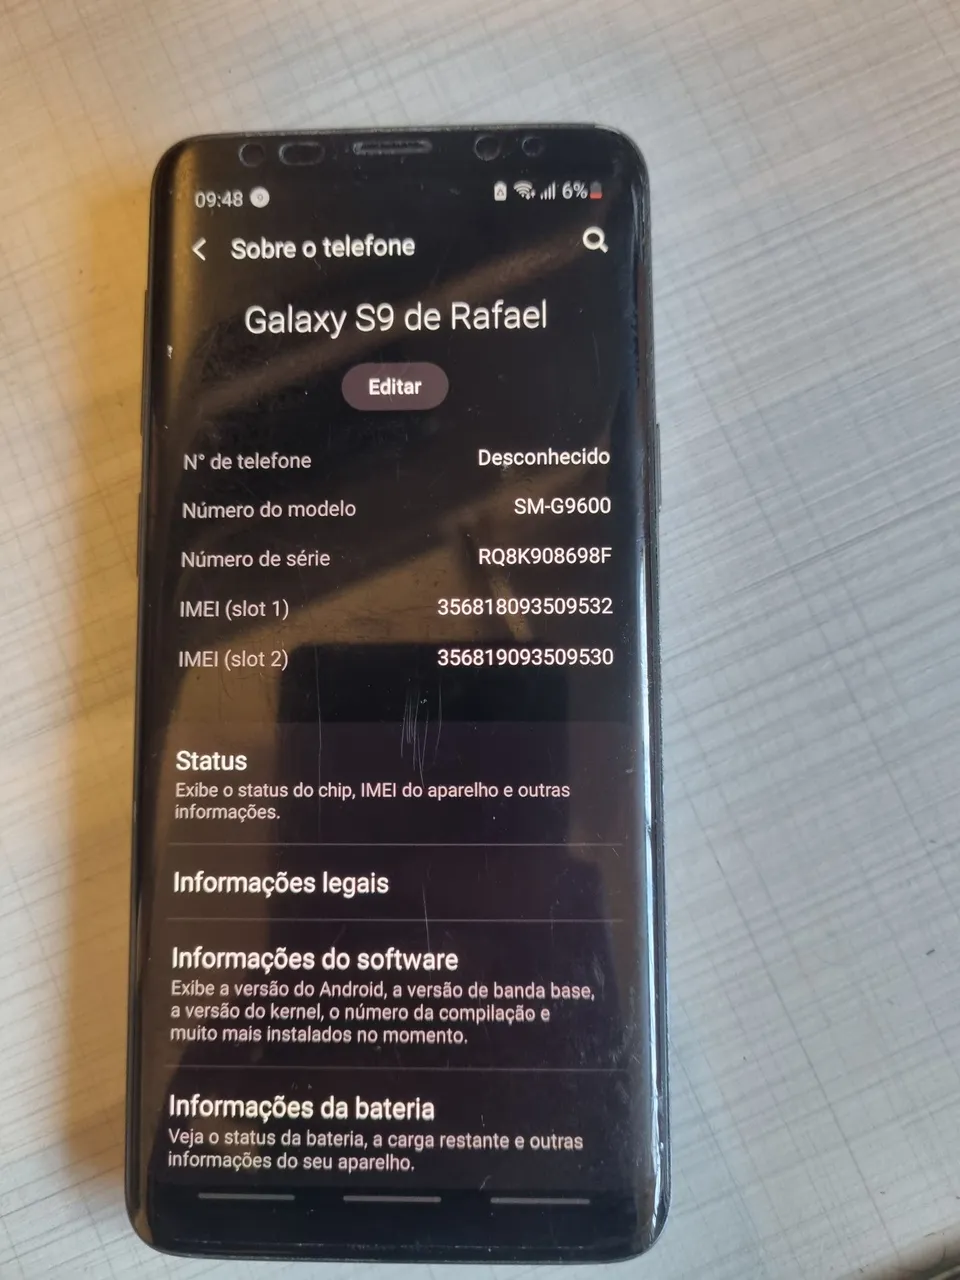 09:48 6%
Sobre o telefone
Galaxy S9 de Rafael
Editar
N° de telefone Desconhecido
Número do modelo SM-G9600
Número de série RQ8K908698F
IMEI (slot 1) 356818093509532
IMEI (slot 2) 356819093509530
Status
Exibe o status do chip, IMEI do aparelho e outras
informações.
Informações legais
Informações do software
Exibe a versão do Android, a versão de banda base,
a versão do kernel, o número da compilação e
muito mais instalados no momento.
Informações da bateria
Veja o status da bateria, a carga restante e outras
informações do seu aparelho.